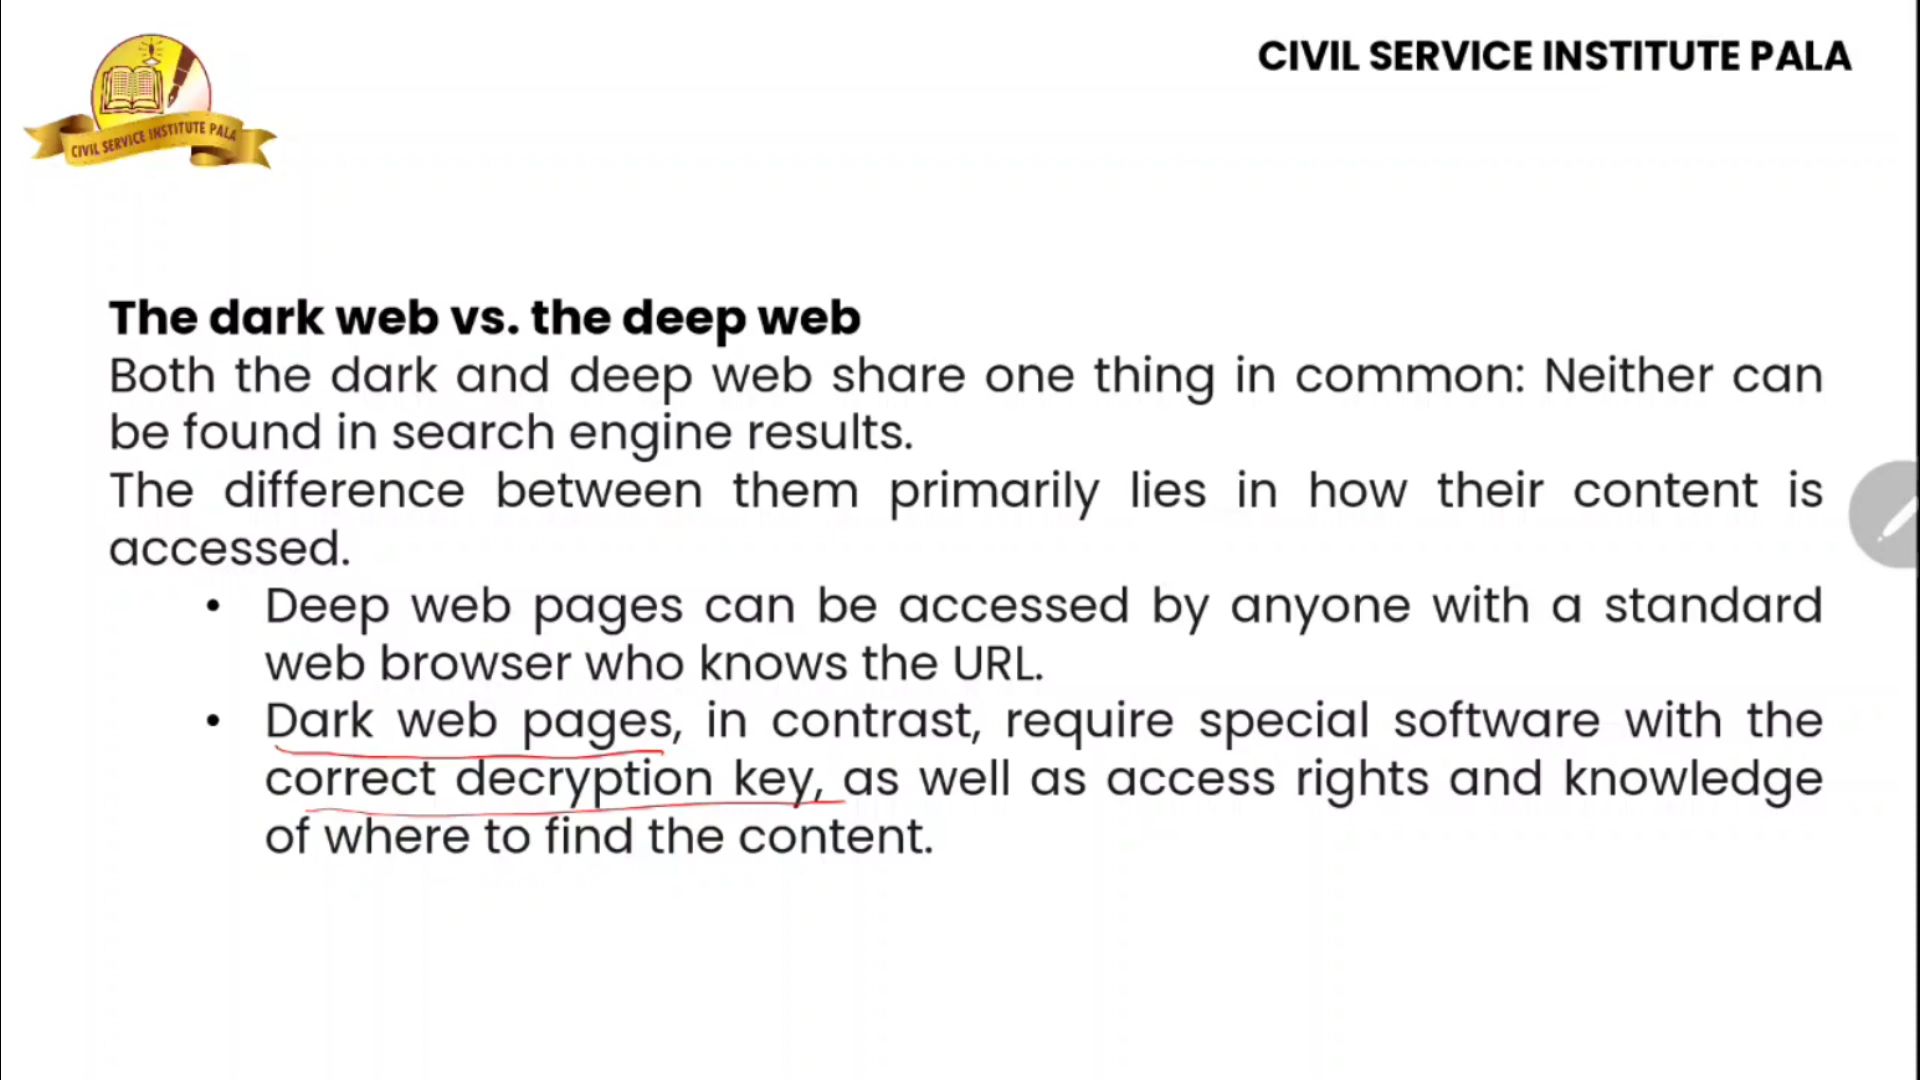 CIVIL SERVICE INSTITUTE PALA
CIVIL SERVICE INSTITUTE PALA
The dark web vs. the deep web
Both the dark and deep web share one thing in common: Neither can
be found in search engine results.
The difference between them primarily lies in how their content is
accessed.
• Deep web pages can be accessed by anyone with a standard
web browser who knows the URL.
• Dark web pages, in contrast, require special software with the
correct decryption key, as well as access rights and knowledge
of where to find the content.